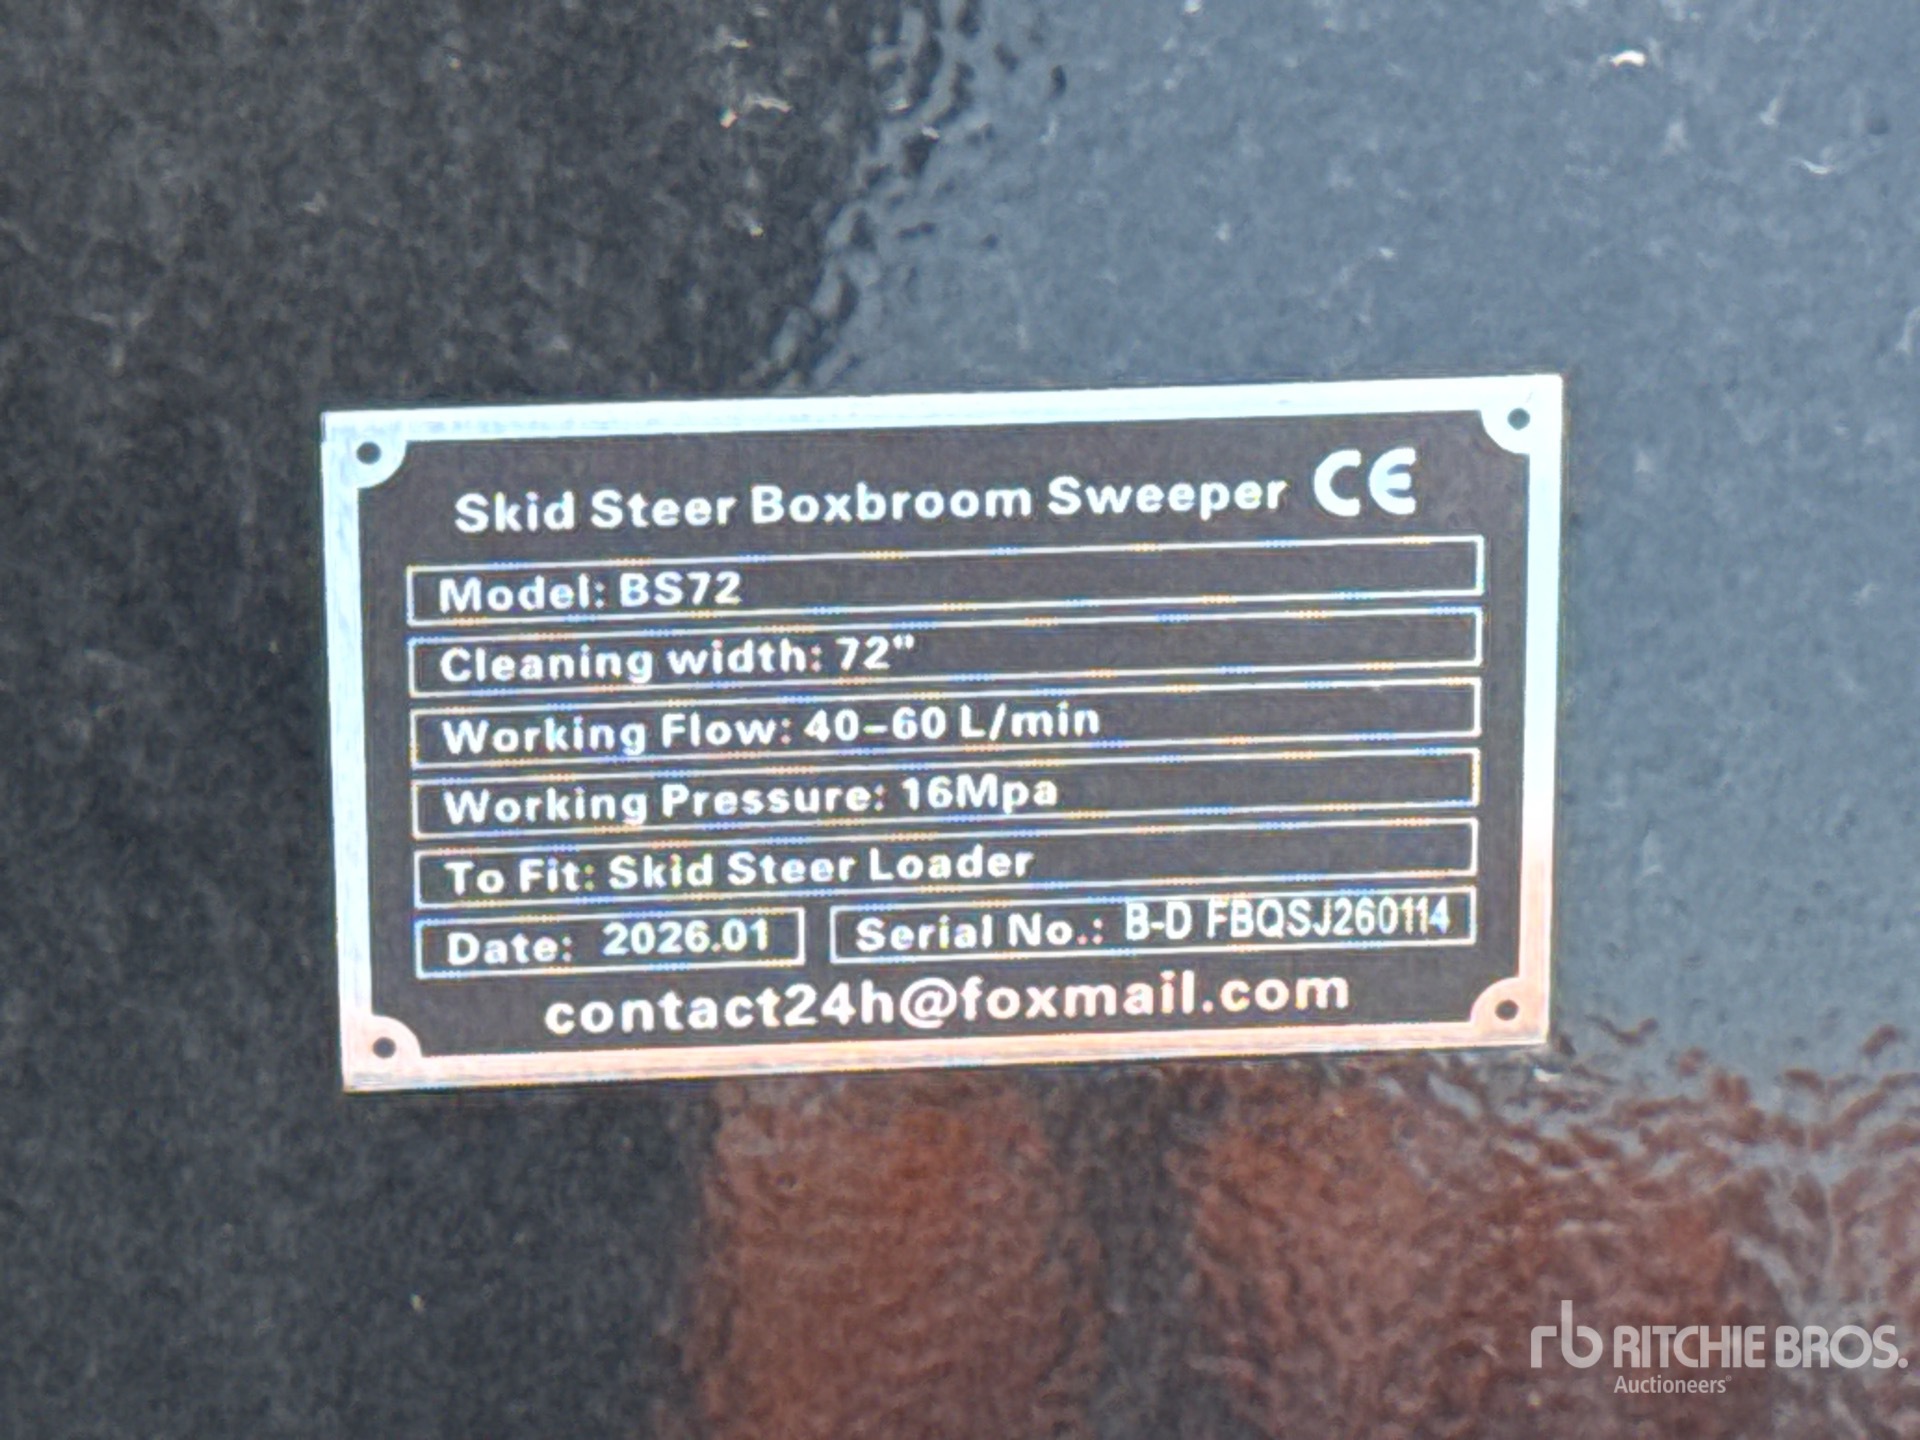 Skid Steer Boxbroom Sweeper CE
Model: BS72
Cleaning width: 72"
Working Flow: 40-60 L/min
Working Pressure: 16Mpa
To Fit: Skid Steer Loader
Date: 2026.01 Serial No.: B-D FBQSJ260114
contact24h@foxmail.com
rb RITCHIE BROS.
Auctioneers